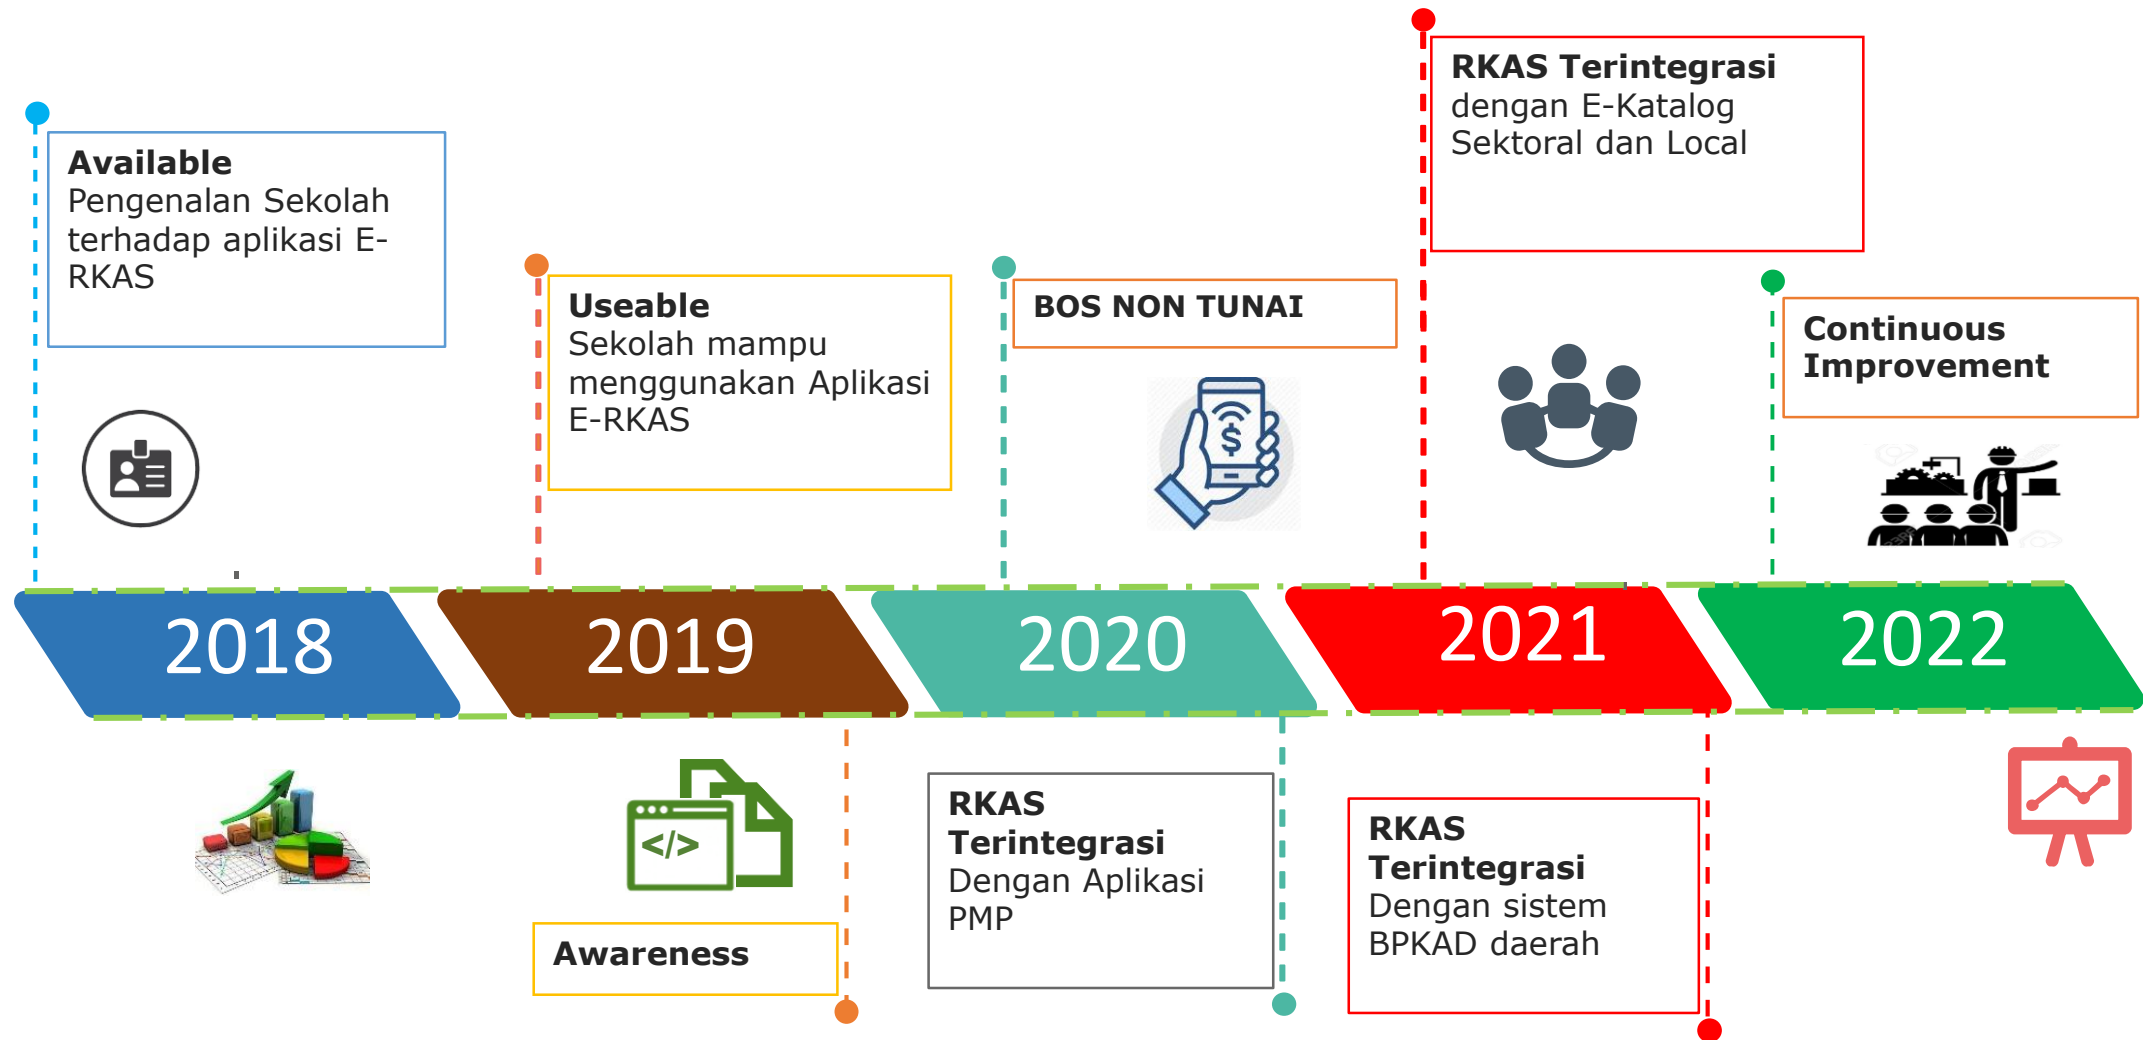 Available
Pengenalan Sekolah
terhadap aplikasi E-
RKAS
Useable
Sekolah mampu
menggunakan Aplikasi
E-RKAS
BOS NON TUNAI
$
RKAS Terintegrasi
dengan E-Katalog
Sektoral dan Local
Continuous
Improvement
2018
2019
2020
2021
2022
</>
Awareness
RKAS
Terintegrasi
Dengan Aplikasi
PMP
RKAS
Terintegrasi
Dengan sistem
BPKAD daerah